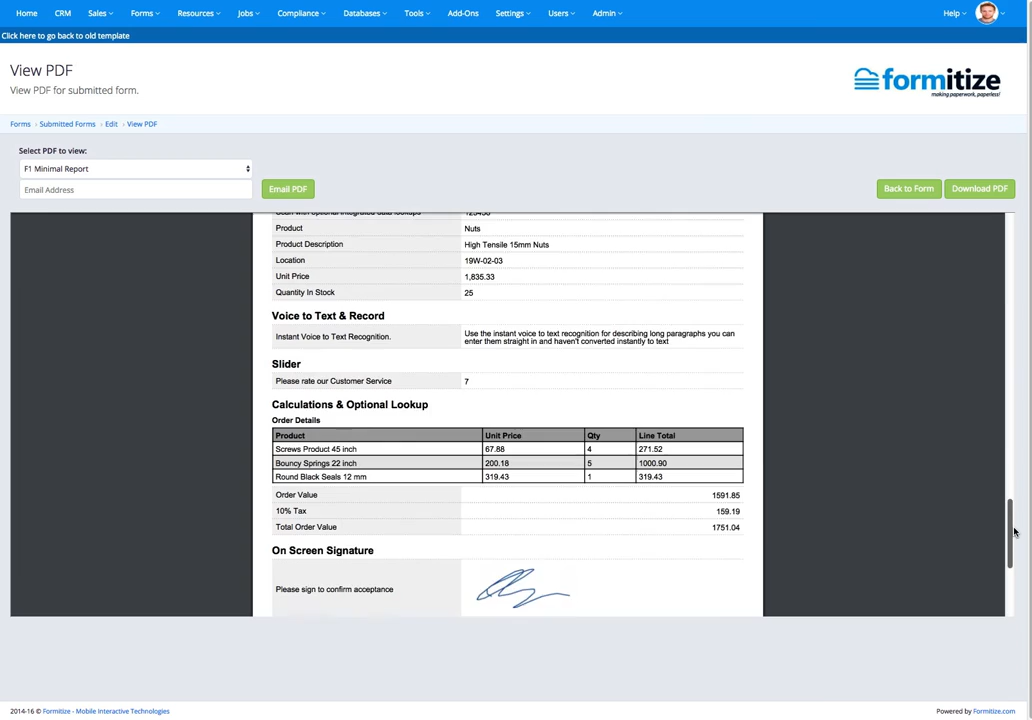 Home CRM Sales Forms Resources Jobs Compliance Databases Tools Add-Ons Settings Users Admin Help
Click here to go back to old template
View PDF
View PDF for submitted form.
formitize
making paperwork, paperless!
Forms › Submitted Forms › Edit › View PDF
Select PDF to view:
F1 Minimal Report
Email Address Email PDF Back to Form Download PDF
Scan with optional integrated data lookups 123456
Product Nuts
Product Description High Tensile 15mm Nuts
Location 19W-02-03
Unit Price 1,835.33
Quantity In Stock 25
Voice to Text & Record
Instant Voice to Text Recognition. Use the instant voice to text recognition for describing long paragraphs you can
enter them straight in and haven't converted instantly to text
Slider
Please rate our Customer Service 7
Calculations & Optional Lookup
Order Details
Product Unit Price Qty Line Total
Screws Product 45 inch 67.88 4 271.52
Bouncy Springs 22 inch 200.18 5 1000.90
Round Black Seals 12 mm 319.43 1 319.43
Order Value 1591.85
10% Tax 159.19
Total Order Value 1751.04
On Screen Signature
Please sign to confirm acceptance
2014-16 © Formitize - Mobile Interactive Technologies Powered by Formitize.com